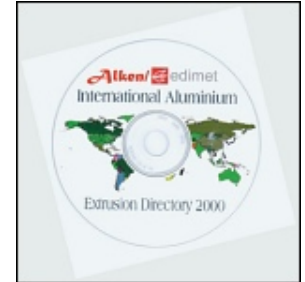 Alken! edimet
International Aluminium
Extrusion Directory 2000